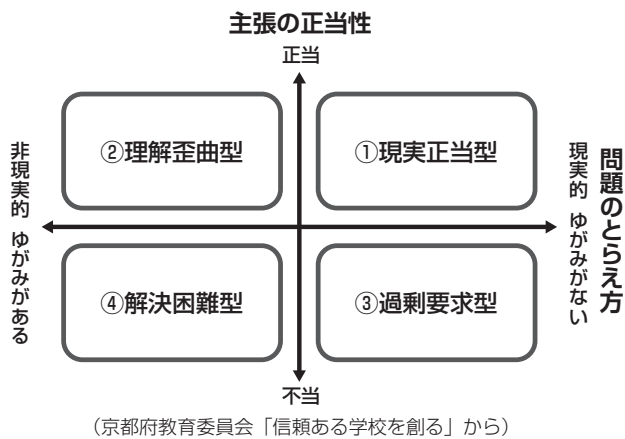 主張の正当性
正当
②理解歪曲型
①現実正当型
非現実的 ゆがみがある
現実的 ゆがみがない
問題のとらえ方
④解決困難型
③過剰要求型
不当
(京都府教育委員会「信頼ある学校を創る」から)